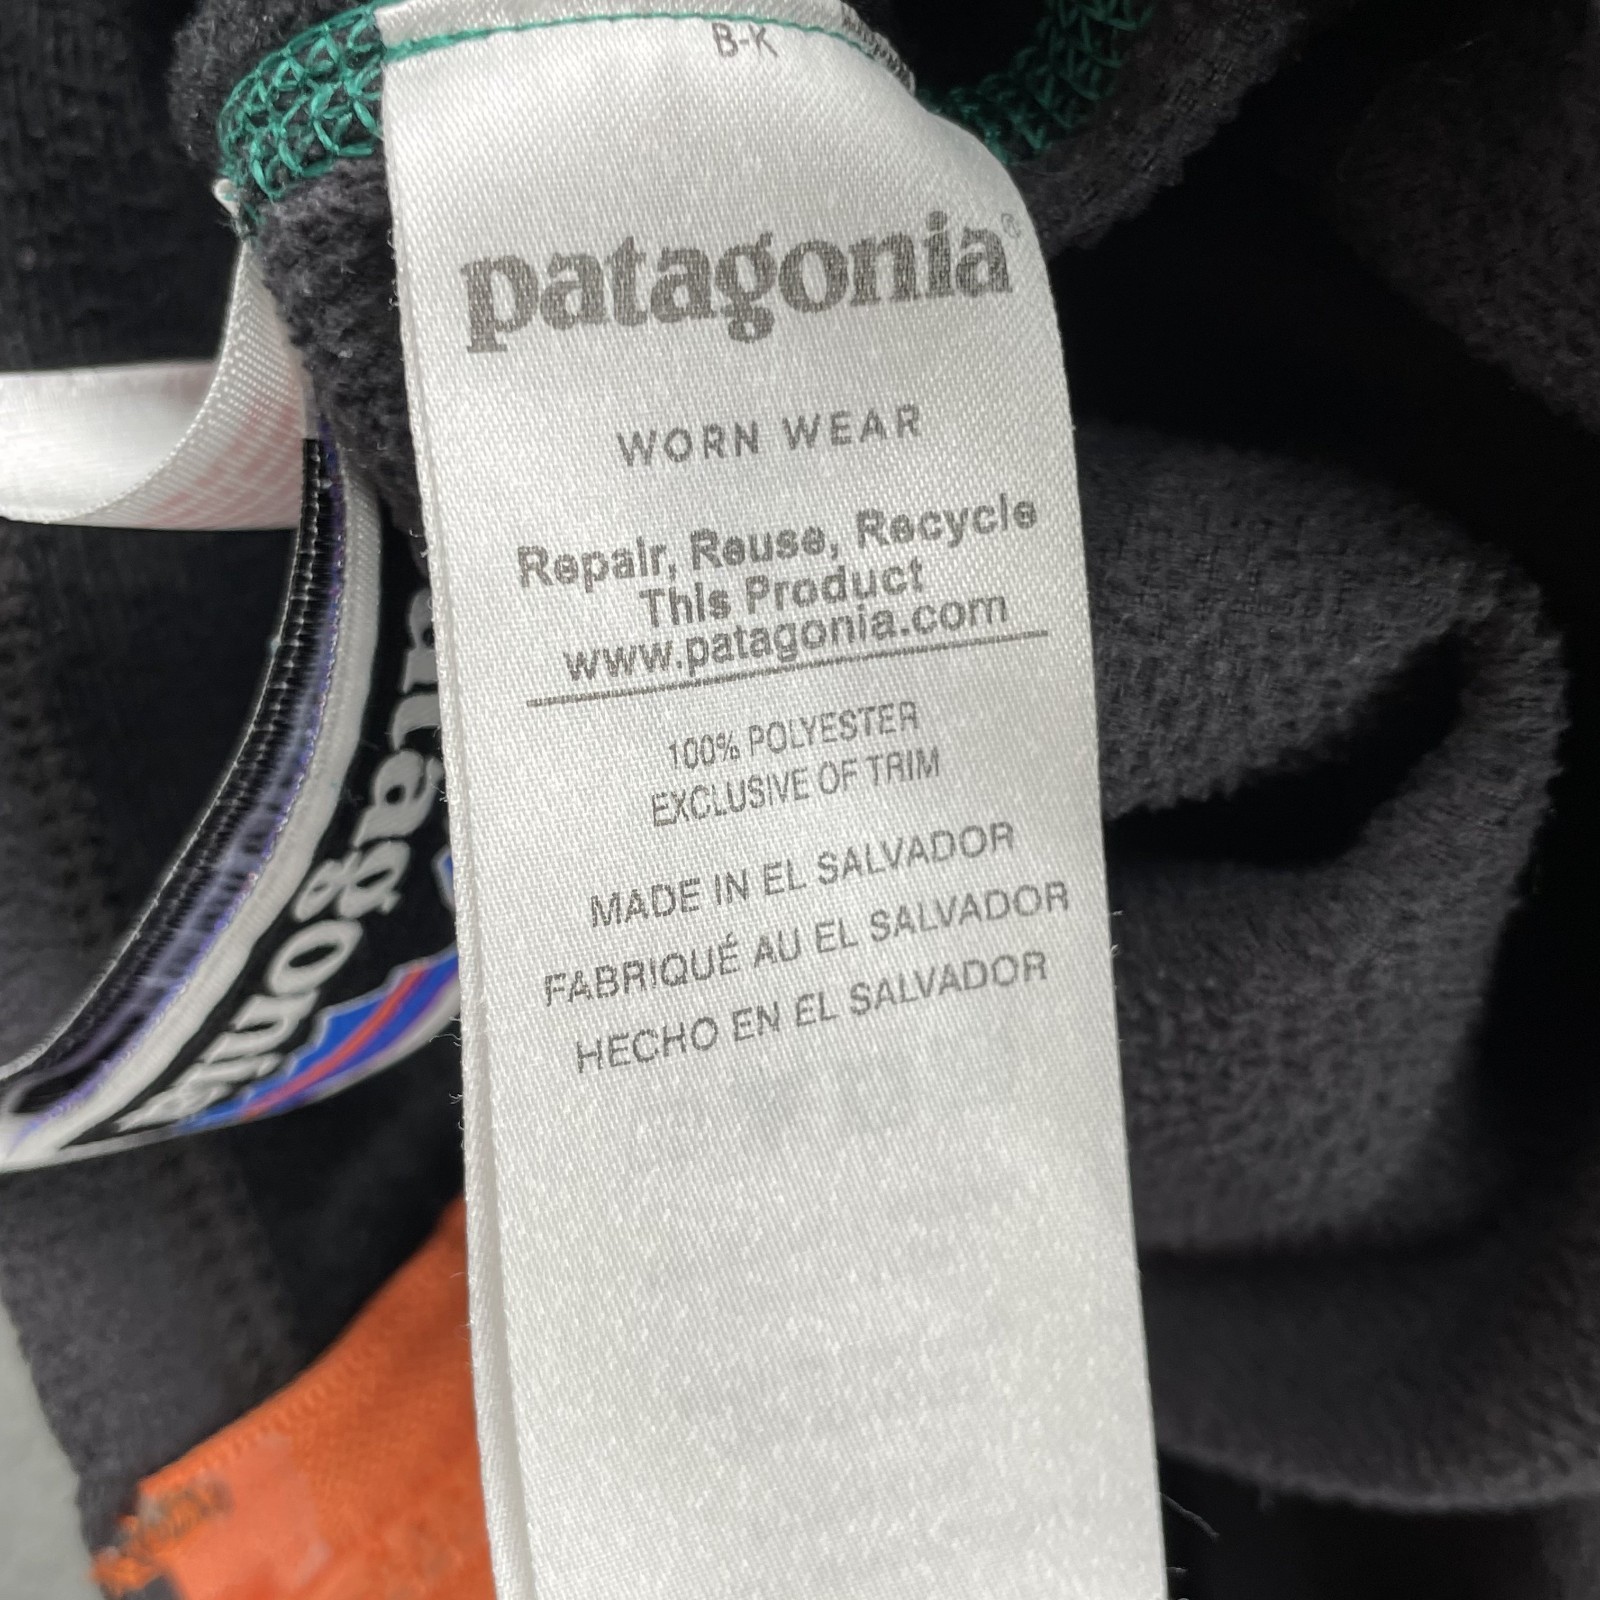 B-K
patagonia®
WORN WEAR
Repair, Reuse, Recycle
This Product
www.patagonia.com
100% POLYESTER
EXCLUSIVE OF TRIM
MADE IN EL SALVADOR
FABRIQUÉ AU EL SALVADOR
HECHO EN EL SALVADOR
patagonia